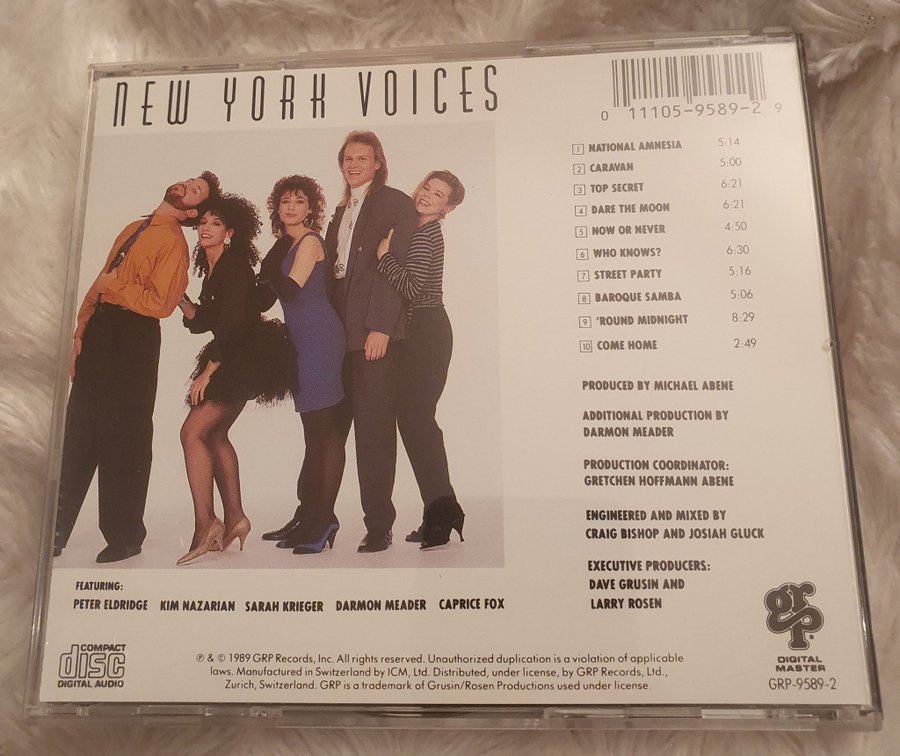 NEW YORK VOICES
0 11105-9589-2 9
1 NATIONAL AMNESIA 5:14
2 CARAVAN 5:00
3 TOP SECRET 6:21
4 DARE THE MOON 6:21
5 NOW OR NEVER 4:50
6 WHO KNOWS? 6:30
7 STREET PARTY 5:16
8 BAROQUE SAMBA 5:06
9 'ROUND MIDNIGHT 8:29
10 COME HOME 2:49
PRODUCED BY MICHAEL ABENE
ADDITIONAL PRODUCTION BY
DARMON MEADER
PRODUCTION COORDINATOR:
GRETCHEN HOFFMANN ABENE
ENGINEERED AND MIXED BY
CRAIG BISHOP AND JOSIAH GLUCK
EXECUTIVE PRODUCERS:
DAVE GRUSIN AND
LARRY ROSEN
FEATURING:
PETER ELDRIDGE KIM NAZARIAN SARAH KRIEGER DARMON MEADER CAPRICE FOX
COMPACT
disc
DIGITAL AUDIO
℗ & © 1989 GRP Records, Inc. All rights reserved. Unauthorized duplication is a violation of applicable
laws. Manufactured in Switzerland by ICM, Ltd. Distributed, under license, by GRP Records, Ltd.,
Zurich, Switzerland. GRP is a trademark of Grusin/Rosen Productions used under license.
grp
DIGITAL
MASTER
GRP-9589-2